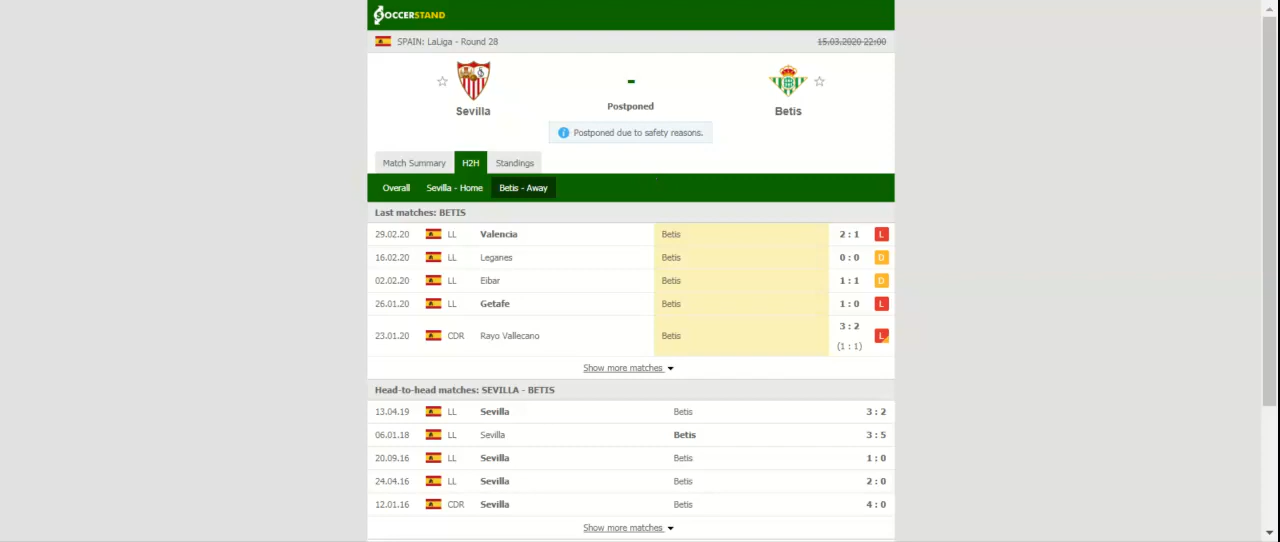 SOCCERSTAND
SPAIN: LaLiga - Round 28 15.03.2020 22:00
-
Sevilla Postponed Betis
Postponed due to safety reasons.
Match Summary H2H Standings
Overall Sevilla - Home Betis - Away
Last matches: BETIS
29.02.20 LL Valencia Betis 2 : 1 L
16.02.20 LL Leganes Betis 0 : 0 D
02.02.20 LL Eibar Betis 1 : 1 D
26.01.20 LL Getafe Betis 1 : 0 L
23.01.20 CDR Rayo Vallecano Betis 3 : 2 L
(1 : 1)
Show more matches
Head-to-head matches: SEVILLA - BETIS
13.04.19 LL Sevilla Betis 3 : 2
06.01.18 LL Sevilla Betis 3 : 5
20.09.16 LL Sevilla Betis 1 : 0
24.04.16 LL Sevilla Betis 2 : 0
12.01.16 CDR Sevilla Betis 4 : 0
Show more matches